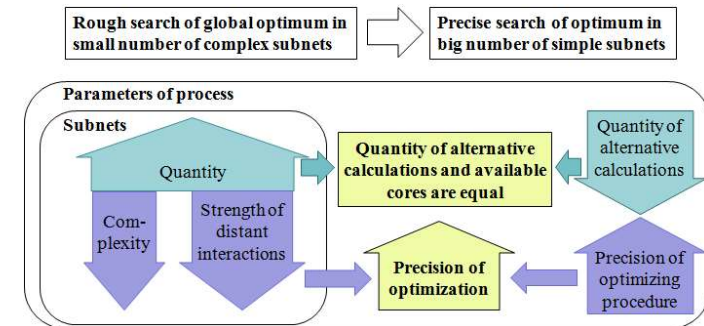 Rough search of global optimum in
small number of complex subnets
Precise search of optimum in
big number of simple subnets
Parameters of process
Subnets
Quantity
Com-
plexity
Strength of
distant
interactions
Quantity of alternative
calculations and available
cores are equal
Quantity of
alternative
calculations
Precision of
optimization
Precision of
optimizing
procedure